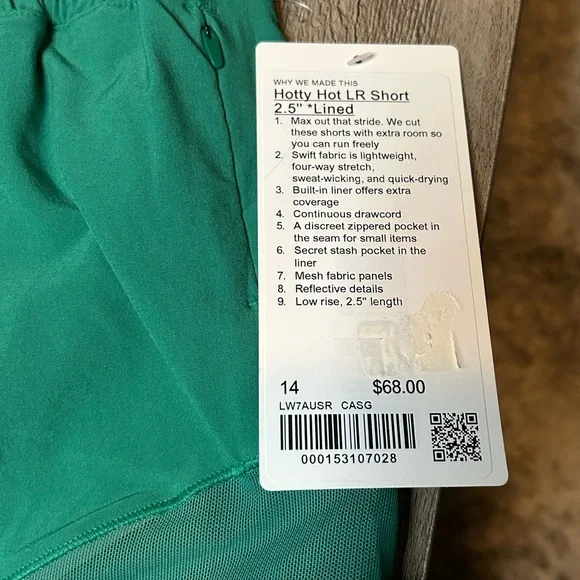 WHY WE MADE THIS
Hotty Hot LR Short
2.5" *Lined
1. Max out that stride. We cut
these shorts with extra room so
you can run freely
2. Swift fabric is lightweight,
four-way stretch,
sweat-wicking, and quick-drying
3. Built-in liner offers extra
coverage
4. Continuous drawcord
5. A discreet zippered pocket in
the seam for small items
6. Secret stash pocket in the
liner
7. Mesh fabric panels
8. Reflective details
9. Low rise, 2.5" length
14 $68.00
LW7AUSR CASG
000153107028